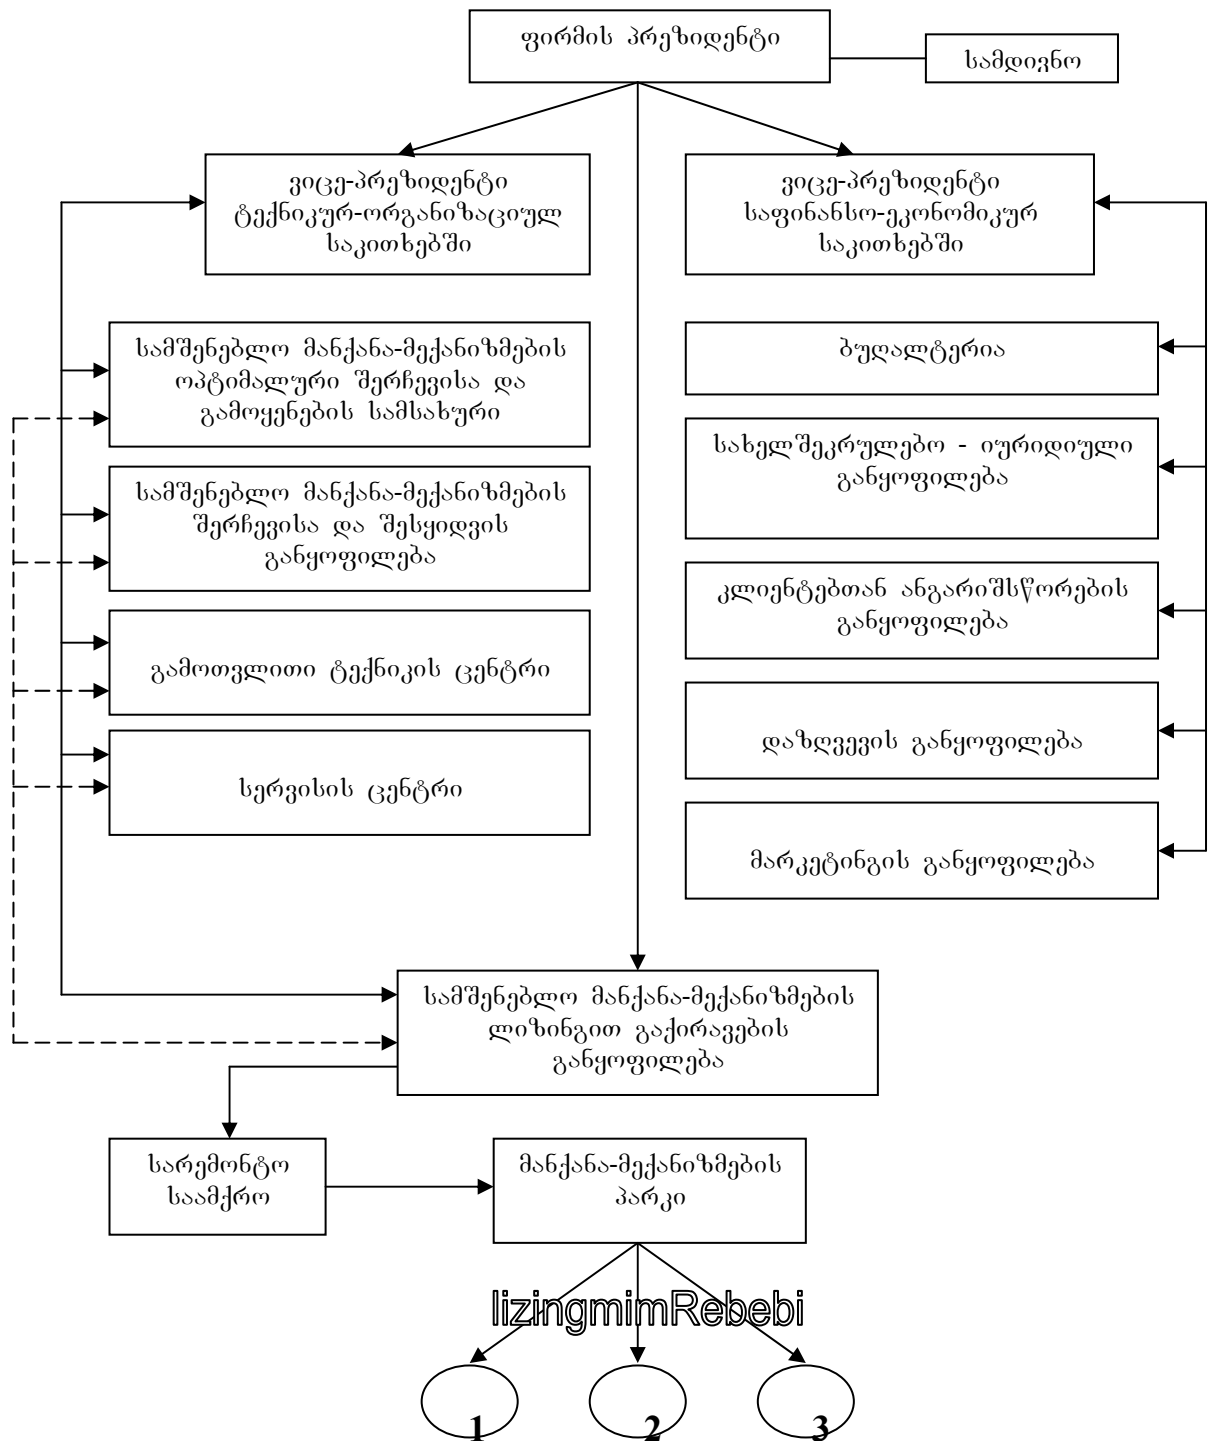 ფირმის პრეზიდენტი
სამდივნო
ვიცე-პრეზიდენტი
ტექნიკურ-ორგანიზაციულ
საკითხებში
ვიცე-პრეზიდენტი
საფინანსო-ეკონომიკურ
საკითხებში
სამშენებლო მანქანა-მექანიზმების
ოპტიმალური შერჩევისა და
გამოყენების სამსახური
სამშენებლო მანქანა-მექანიზმების
შერჩევისა და შესყიდვის
განყოფილება
გამოთვლითი ტექნიკის ცენტრი
სერვისის ცენტრი
ბუღალტერია
სახელშეკრულებო - იურიდიული
განყოფილება
კლიენტებთან ანგარიშსწორების
განყოფილება
დაზღვევის განყოფილება
მარკეტინგის განყოფილება
სამშენებლო მანქანა-მექანიზმების
ლიზინგით გაქირავების
განყოფილება
სარემონტო
საამქრო
მანქანა-მექანიზმების
პარკი
lizingmimRebebi
1 2 3